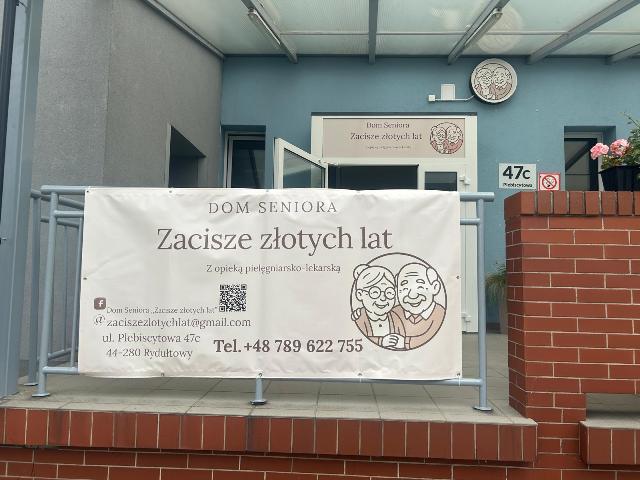 Dom Seniora
Zacisze złotych lat
47c
Plebiscytowa
DOM SENIORA
Zacisze złotych lat
Z opieką pielęgniarsko-lekarską
Dom Seniora „Zacisze złotych lat"
@ zaciszezlotychlat@gmail.com
ul. Plebiscytowa 47c
44-280 Rydułtowy
Tel. +48 789 622 755